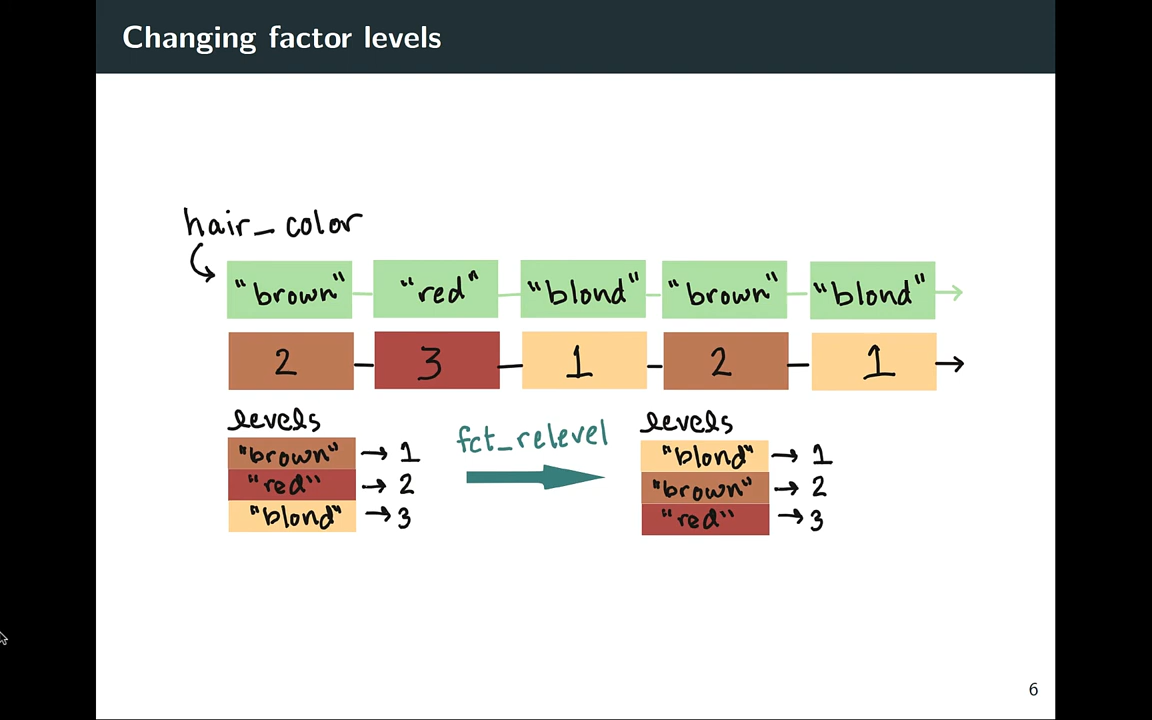 Changing factor levels
hair_color
"brown" "red" "blond" "brown" "blond"
2 3 1 2 1
levels
"brown" → 1
"red" → 2
"blond" → 3
fct_relevel
levels
"blond" → 1
"brown" → 2
"red" → 3
6